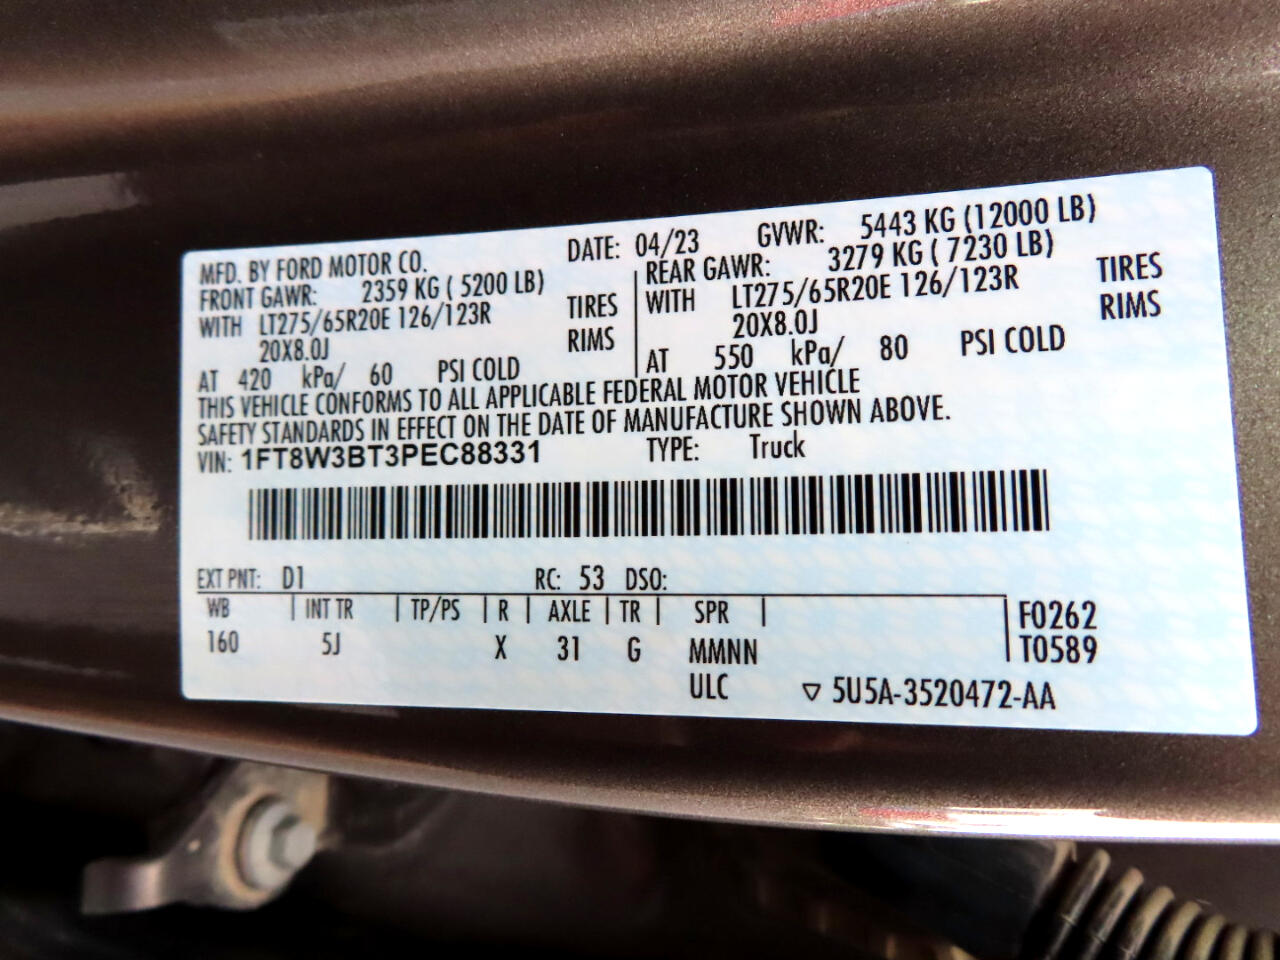 MFD. BY FORD MOTOR CO. DATE: 04/23 GVWR: 5443 KG (12000 LB)
FRONT GAWR: 2359 KG ( 5200 LB) REAR GAWR: 3279 KG ( 7230 LB)
WITH LT275/65R20E 126/123R TIRES WITH LT275/65R20E 126/123R TIRES
20X8.0J RIMS 20X8.0J RIMS
AT 420 kPa/ 60 PSI COLD AT 550 kPa/ 80 PSI COLD
THIS VEHICLE CONFORMS TO ALL APPLICABLE FEDERAL MOTOR VEHICLE
SAFETY STANDARDS IN EFFECT ON THE DATE OF MANUFACTURE SHOWN ABOVE.
VIN: 1FT8W3BT3PEC88331 TYPE: Truck
EXT PNT: D1 RC: 53 DSO:
WB INT TR TP/PS R AXLE TR SPR F0262
160 5J X 31 G MMNN T0589
ULC ▽ 5U5A-3520472-AA